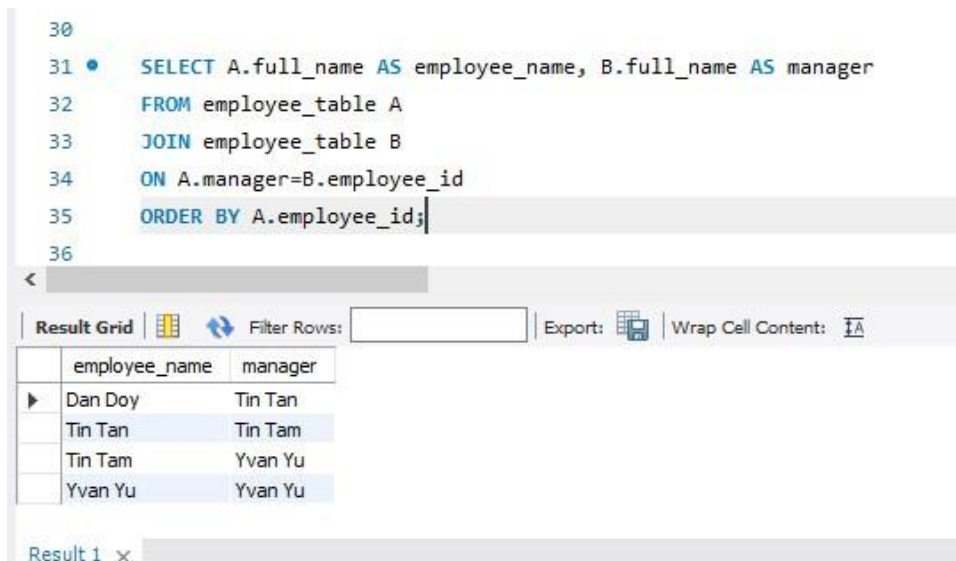 30
31 SELECT A.full_name AS employee_name, B.full_name AS manager
32 FROM employee_table A
33 JOIN employee_table B
34 ON A.manager=B.employee_id
35 ORDER BY A.employee_id;
36
Result Grid Filter Rows: Export: Wrap Cell Content: IA
employee_name manager
Dan Doy Tin Tan
Tin Tan Tin Tam
Tin Tam Yvan Yu
Yvan Yu Yvan Yu
Result 1 ×